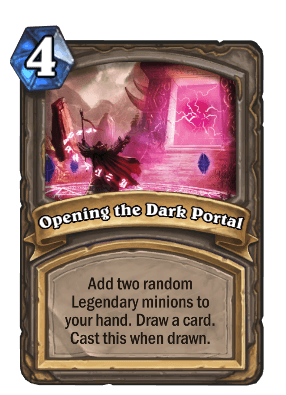 4
Opening the Dark Portal
Add two random
Legendary minions to
your hand. Draw a card.
Cast this when drawn.